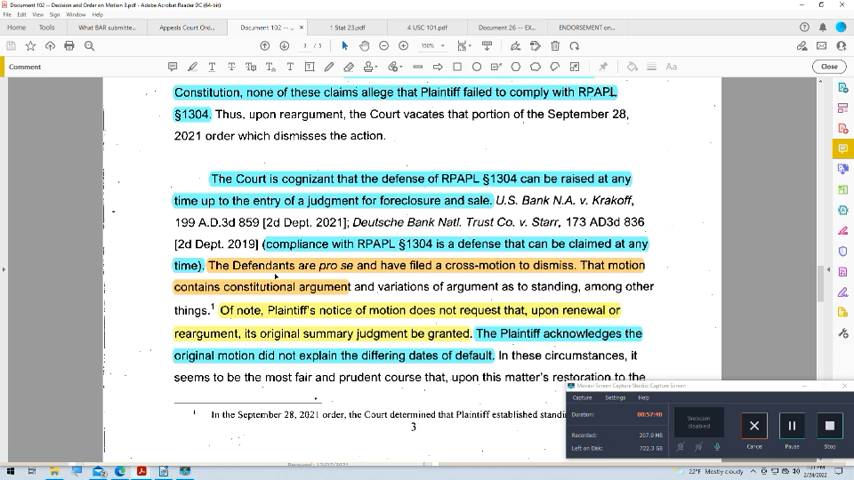 Document 102 -- Decision and Order on Motion 3.pdf - Adobe Acrobat Reader DC (64-bit)
File Edit View Sign Window Help
Home Tools What BAR submitte... Appeals Court Ord... Document 102 -- ... × 1 Stat 23.pdf 4 USC 101.pdf Document 26 -- EX... ENDORSEMENT on...
3 / 5 150%
Comment Close
Constitution, none of these claims allege that Plaintiff failed to comply with RPAPL
§1304. Thus, upon reargument, the Court vacates that portion of the September 28,
2021 order which dismisses the action.
The Court is cognizant that the defense of RPAPL §1304 can be raised at any
time up to the entry of a judgment for foreclosure and sale. U.S. Bank N.A. v. Krakoff,
199 A.D.3d 859 [2d Dept. 2021]; Deutsche Bank Natl. Trust Co. v. Starr, 173 AD3d 836
[2d Dept. 2019] (compliance with RPAPL §1304 is a defense that can be claimed at any
time). The Defendants are pro se and have filed a cross-motion to dismiss. That motion
contains constitutional argument and variations of argument as to standing, among other
things.1 Of note, Plaintiff's notice of motion does not request that, upon renewal or
reargument, its original summary judgment be granted. The Plaintiff acknowledges the
original motion did not explain the differing dates of default. In these circumstances, it
seems to be the most fair and prudent course that, upon this matter's restoration to the
1 In the September 28, 2021 order, the Court determined that Plaintiff established standi
3
Movavi Screen Capture Studio Capture Screen
Capture Settings Help
Duration: 00:57:40
Recorded: 207.9 MB
Left on Disk: 722.3 GB
Webcam
disabled
Cancel Pause Stop
22°F Mostly cloudy
2/24/2022